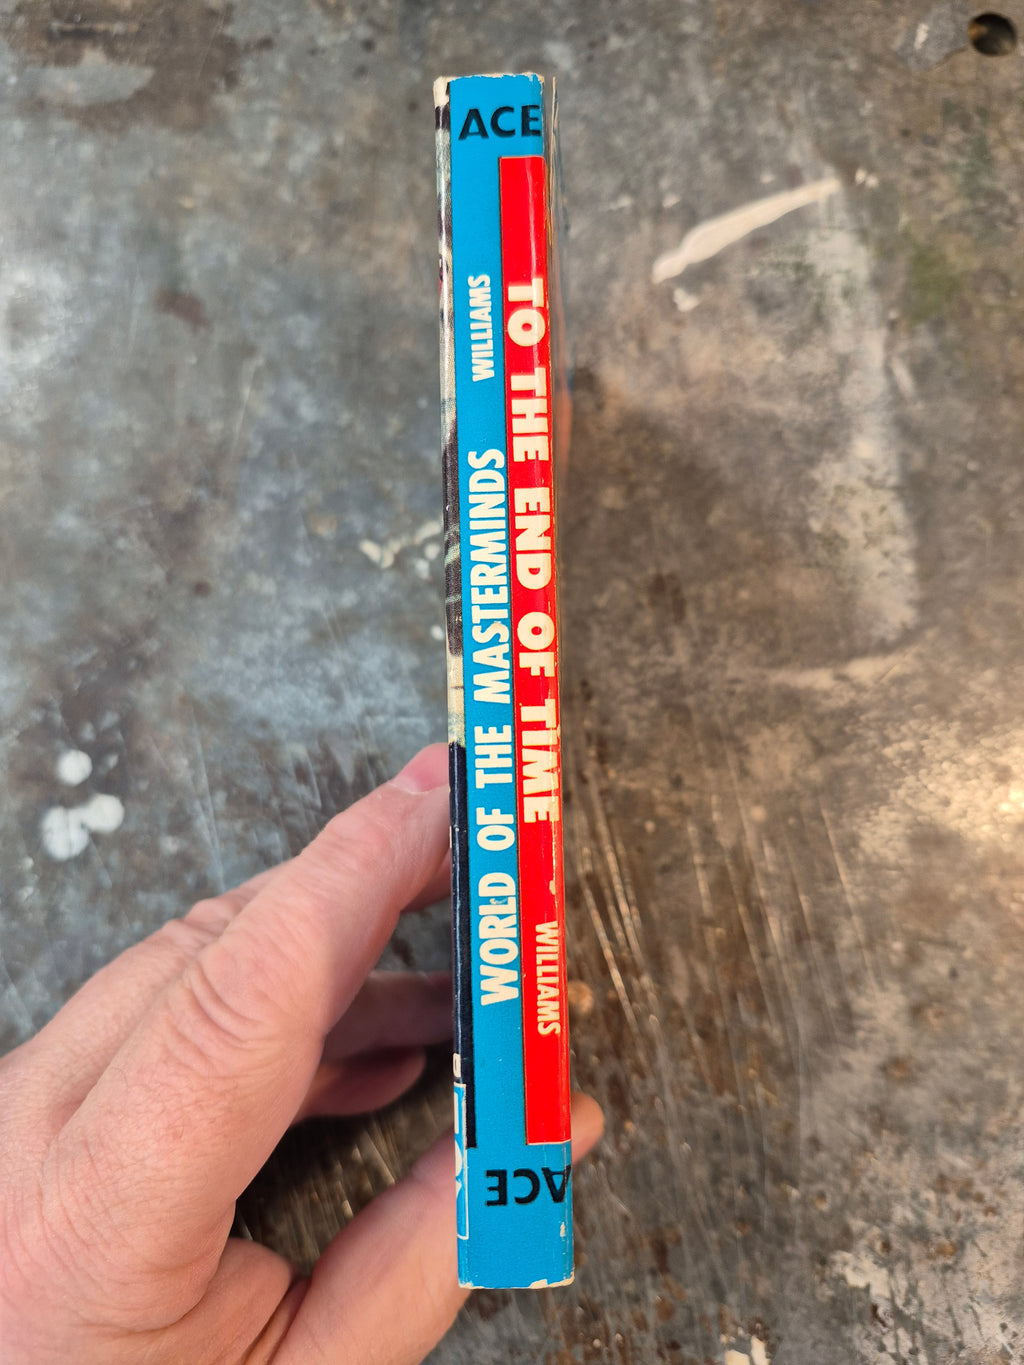 ACE
WORLD OF THE MASTERMINDS WILLIAMS
TO THE END OF TIME WILLIAMS
ACE